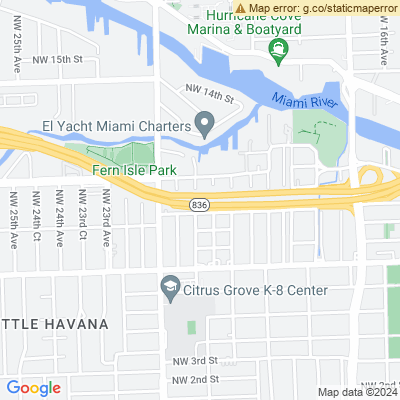 Map error: g.co/staticmaperror
Hurricane Cove
Marina & Boatyard
NW 25th Ave
NW 15th St
NW 16th Ave
NW 14th St
Miami River
El Yacht Miami Charters
Fern Isle Park
836
NW 25th Ave
NW 24th Ct
NW 24th Ave
NW 23rd Ct
NW 23rd Ave
Citrus Grove K-8 Center
TTLE HAVANA
NW 3rd St
NW 2nd St
NW 2nd S
Google
Map data ©2024